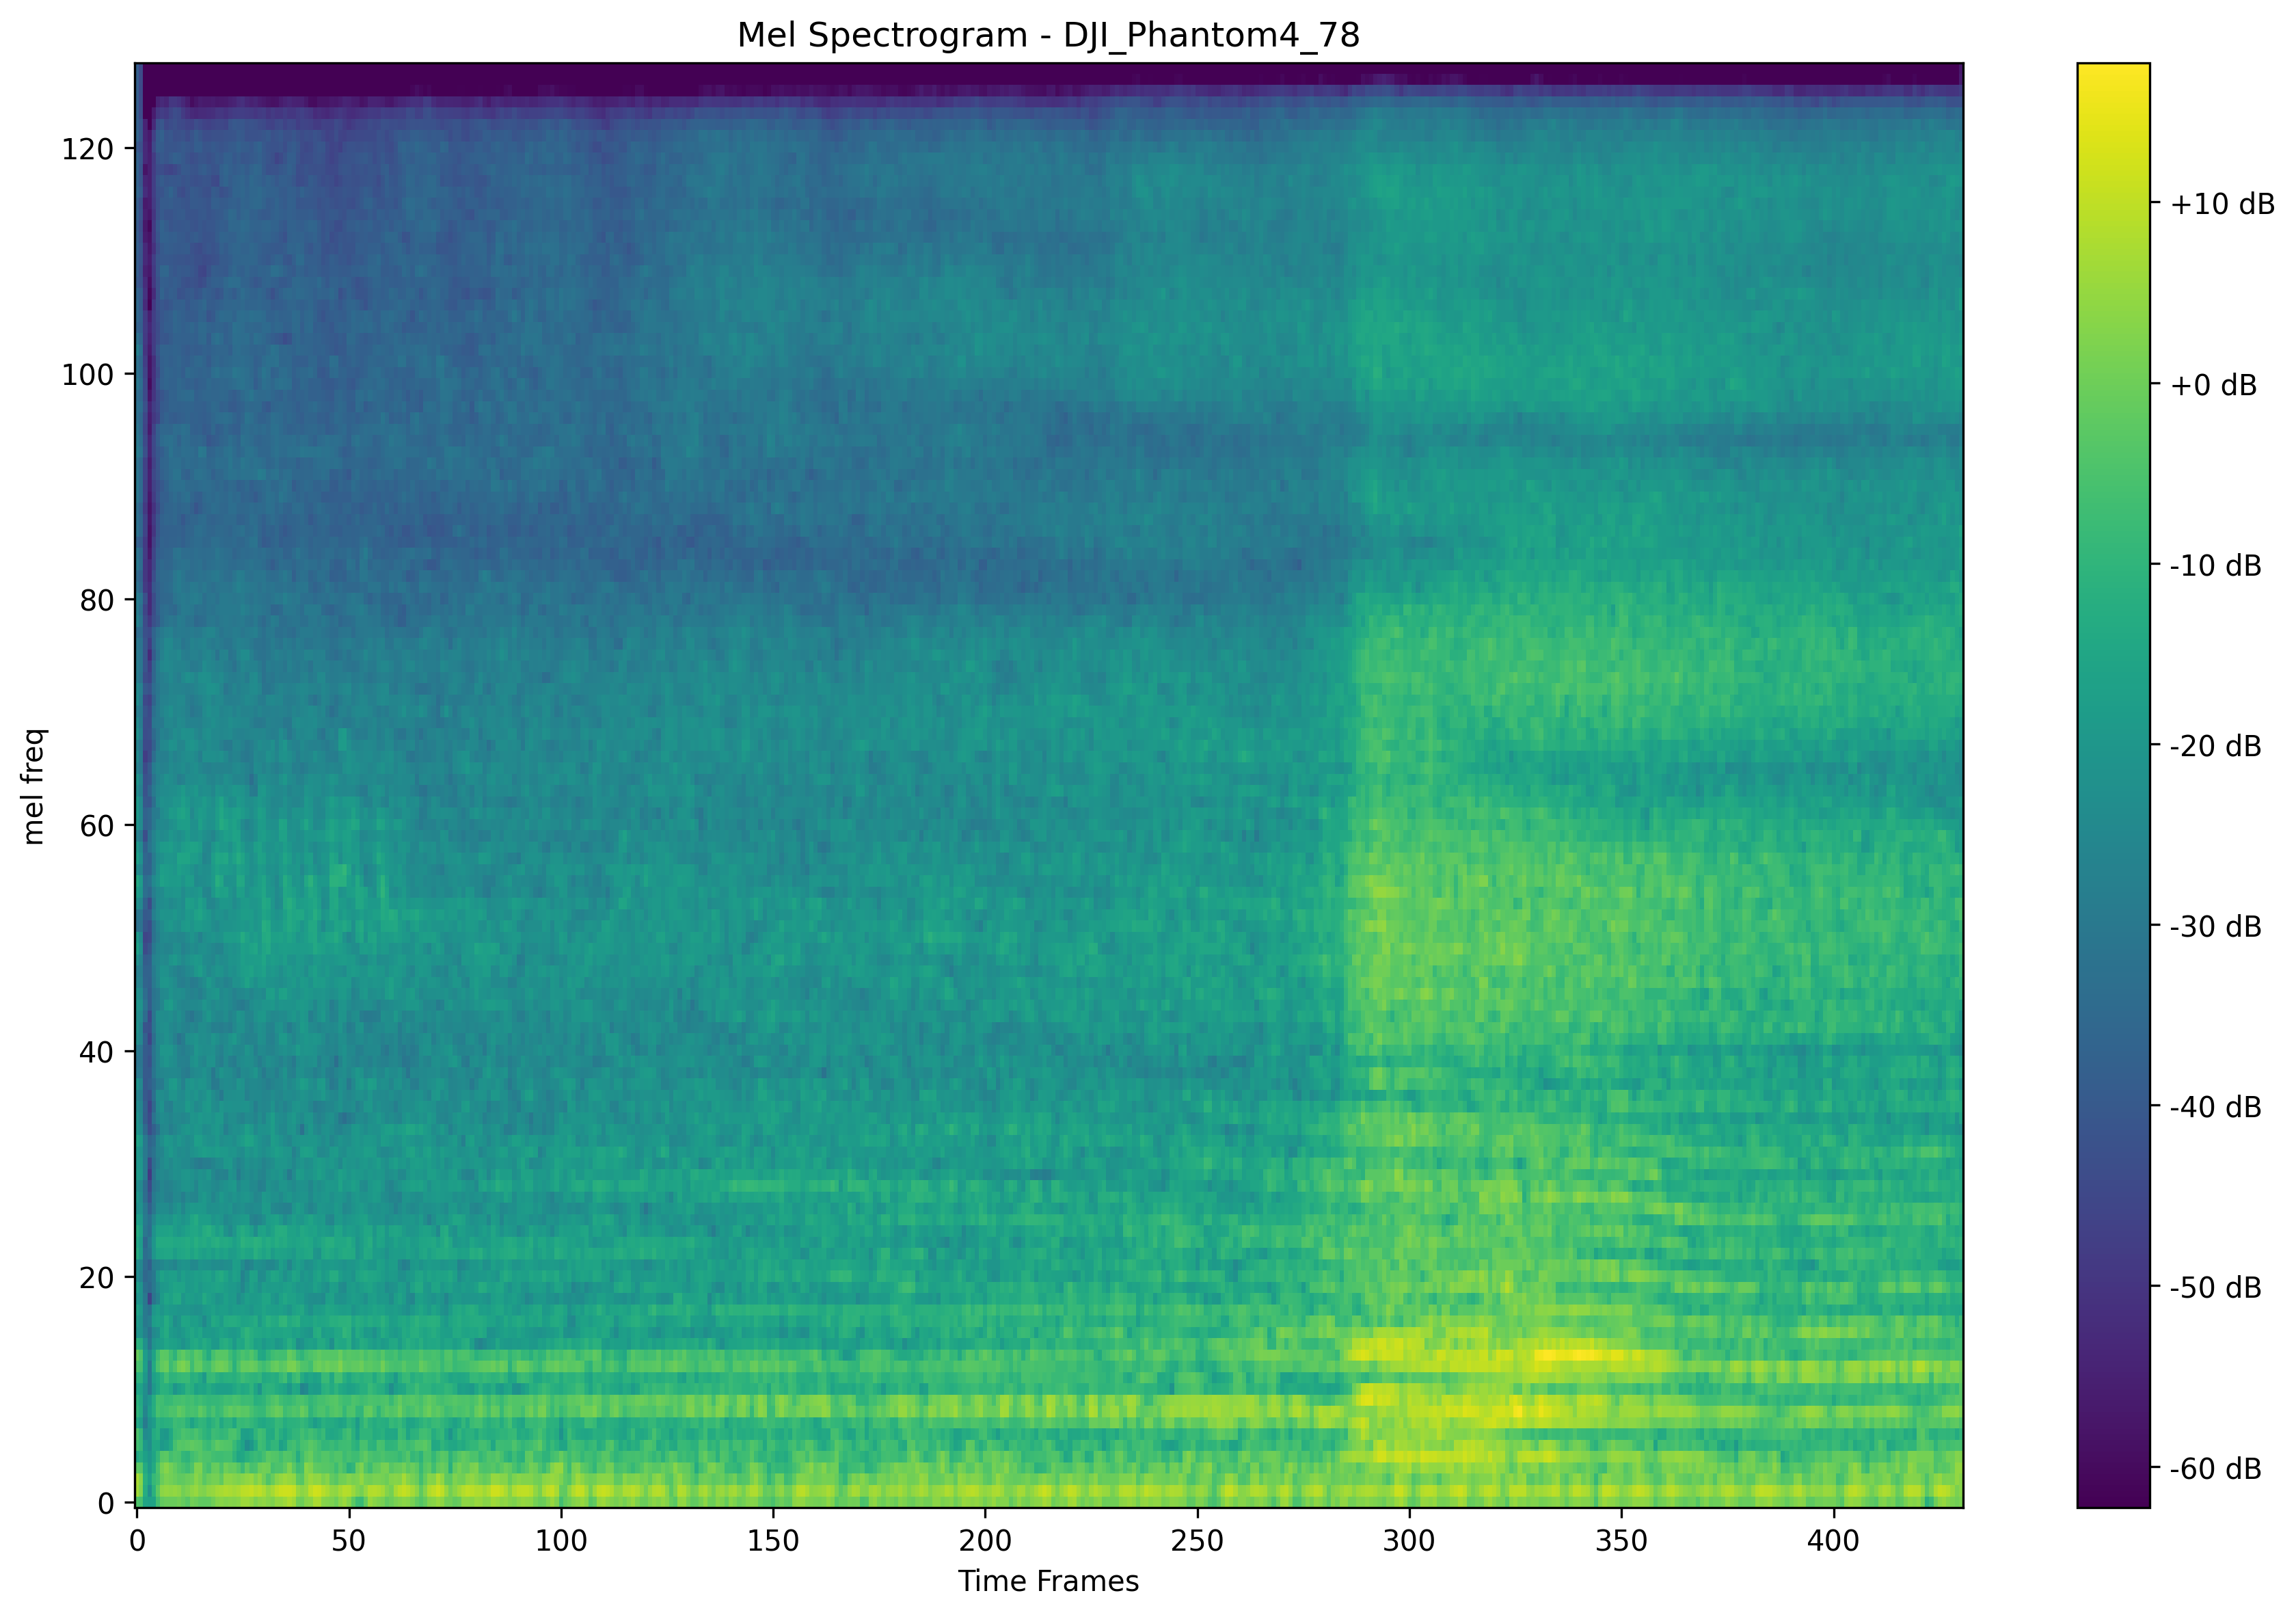 Mel Spectrogram - DJI_Phantom4_78
mel freq
120
100
80
60
40
20
0
0 50 100 150 200 250 300 350 400
Time Frames
+10 dB
+0 dB
-10 dB
-20 dB
-30 dB
-40 dB
-50 dB
-60 dB